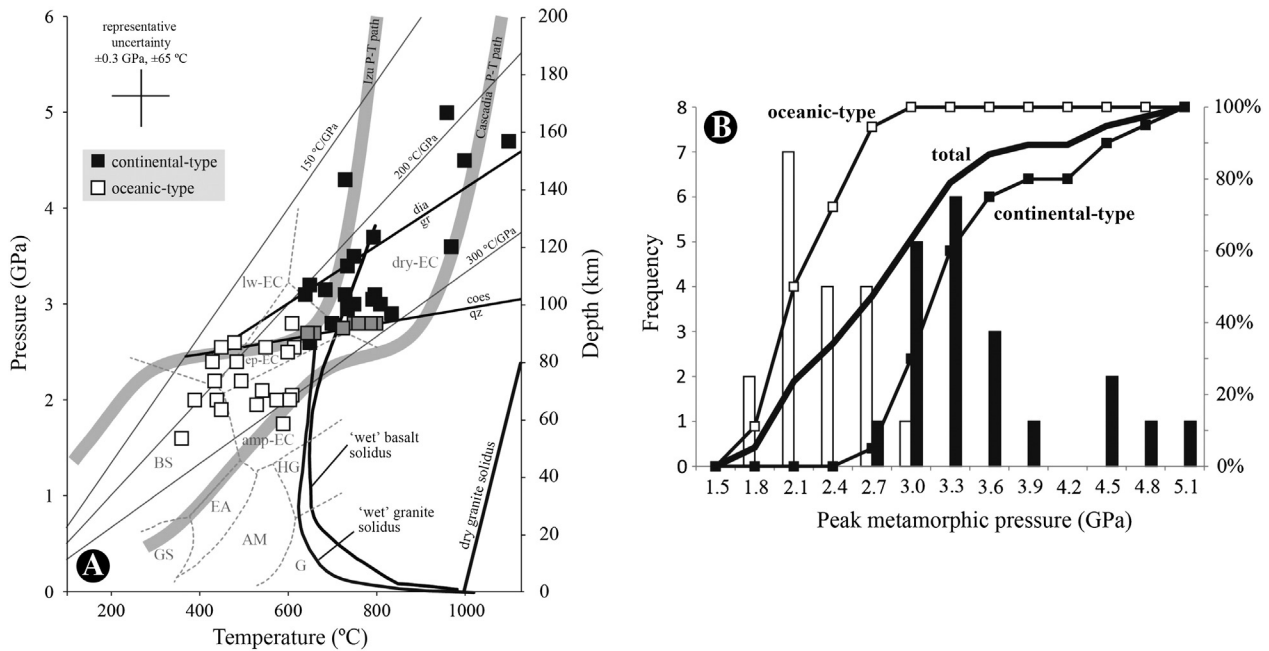 6
5
4
3
2
1
0
Pressure (GPa)
representative
uncertainty
±0.3 GPa, ±65 ºC
continental-type
oceanic-type
150 °C/GPa
200 °C/GPa
300 °C/GPa
Izu P-T path
Cascadia P-T path
dia
gr
coes
qz
lw-EC
dry-EC
ep-EC
amp-EC
BS
HG
EA
AM
GS
G
'wet' basalt
solidus
'wet' granite
solidus
dry granite solidus
A
200
400
600
800
1000
Temperature (ºC)
200
180
160
140
120
100
80
60
40
20
0
Depth (km)
B
oceanic-type
total
continental-type
8
7
6
5
4
3
2
1
0
Frequency
100%
80%
60%
40%
20%
0%
1.5 1.8 2.1 2.4 2.7 3.0 3.3 3.6 3.9 4.2 4.5 4.8 5.1
Peak metamorphic pressure (GPa)